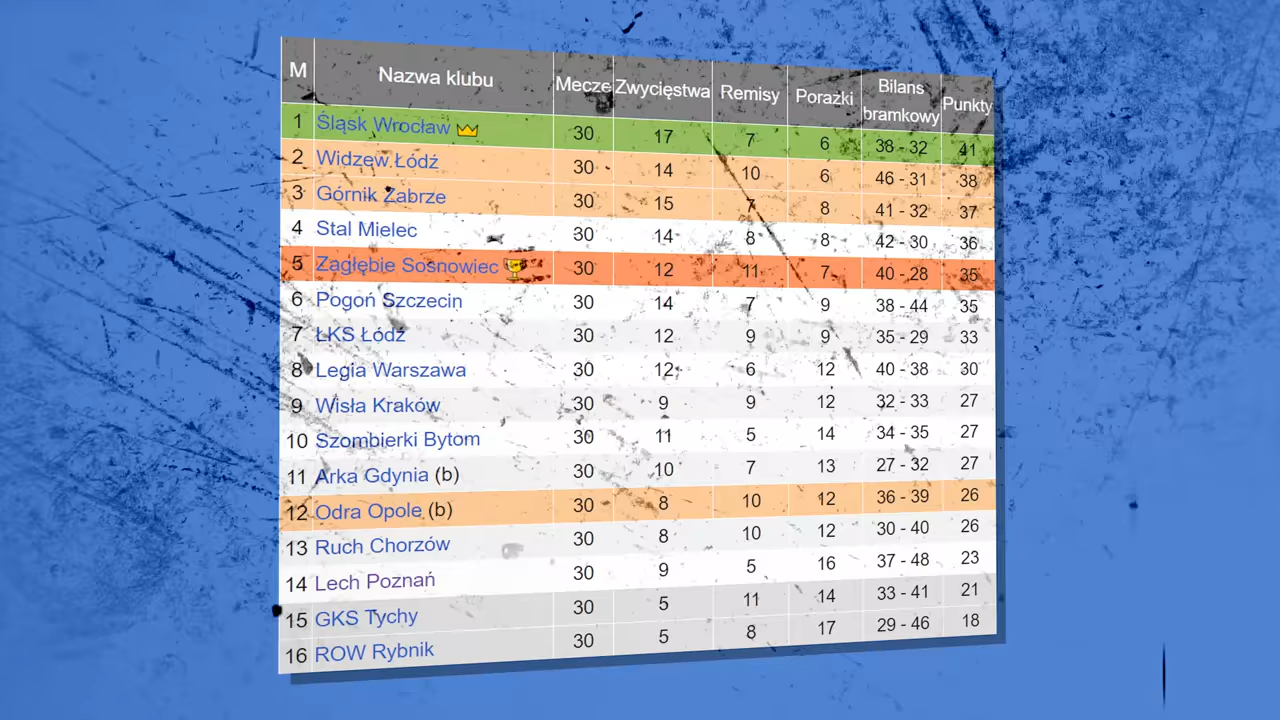 M Nazwa klubu Mecze Zwycięstwa Remisy Porażki Bilans bramkowy Punkty
1 Śląsk Wrocław 30 17 7 6 38 - 32 41
2 Widzew Łódź 30 14 10 6 46 - 31 38
3 Górnik Zabrze 30 15 7 8 41 - 32 37
4 Stal Mielec 30 14 8 8 42 - 30 36
5 Zagłębie Sosnowiec 30 12 11 7 40 - 28 35
6 Pogoń Szczecin 30 14 7 9 38 - 44 35
7 ŁKS Łódź 30 12 9 9 35 - 29 33
8 Legia Warszawa 30 12 6 12 40 - 38 30
9 Wisła Kraków 30 9 9 12 32 - 33 27
10 Szombierki Bytom 30 11 5 14 34 - 35 27
11 Arka Gdynia (b) 30 10 7 13 27 - 32 27
12 Odra Opole (b) 30 8 10 12 36 - 39 26
13 Ruch Chorzów 30 8 10 12 30 - 40 26
14 Lech Poznań 30 9 5 16 37 - 48 23
15 GKS Tychy 30 5 11 14 33 - 41 21
16 ROW Rybnik 30 5 8 17 29 - 46 18